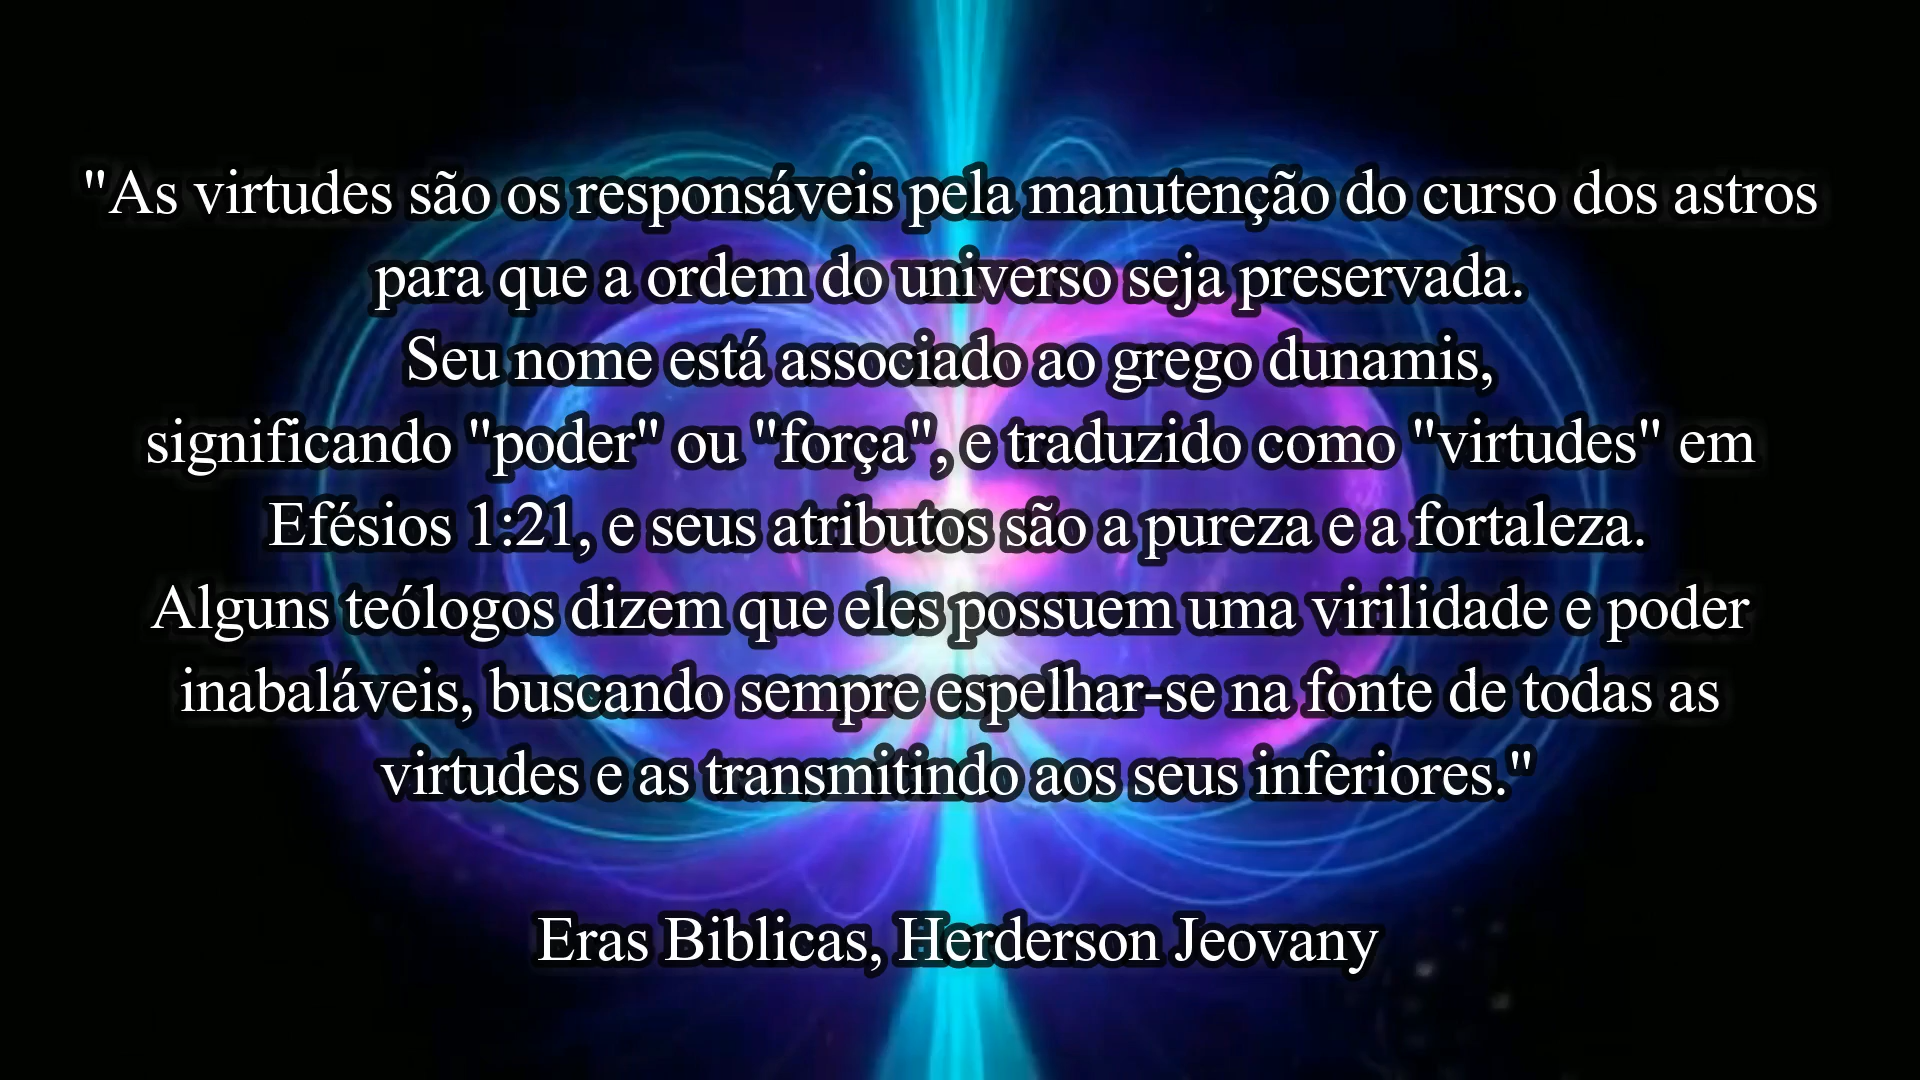 "As virtudes são os responsáveis pela manutenção do curso dos astros
para que a ordem do universo seja preservada.
Seu nome está associado ao grego dunamis,
significando "poder" ou "força", e traduzido como "virtudes" em
Efésios 1:21, e seus atributos são a pureza e a fortaleza.
Alguns teólogos dizem que eles possuem uma virilidade e poder
inabaláveis, buscando sempre espelhar-se na fonte de todas as
virtudes e as transmitindo aos seus inferiores."
Eras Biblicas, Herderson Jeovany